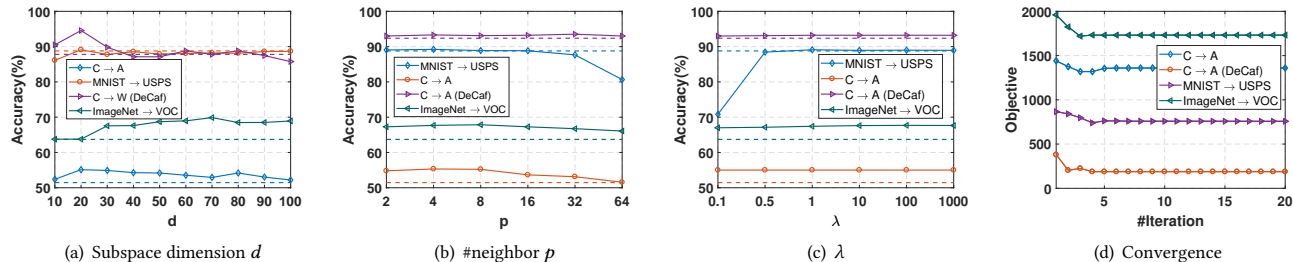 Accuracy(%)
100
90
80
70
60
50
C → A
MNIST → USPS
C → W (DeCaf)
ImageNet → VOC
10 20 30 40 50 60 70 80 90 100
d
(a) Subspace dimension d
Accuracy(%)
100
90
80
70
60
50
MNIST → USPS
C → A
C → A (DeCaf)
ImageNet → VOC
2 4 8 16 32 64
p
(b) #neighbor p
Accuracy(%)
100
90
80
70
60
50
MNIST → USPS
C → A
C → A (DeCaf)
ImageNet → VOC
0.1 0.5 1 10 100 1000
λ
(c) λ
Objective
2000
1500
1000
500
0
C → A
C → A (DeCaf)
MNIST → USPS
ImageNet → VOC
5 10 15 20
#Iteration
(d) Convergence